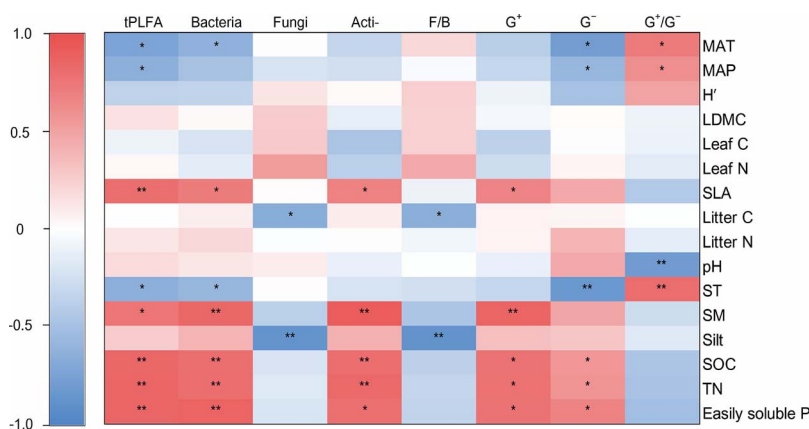 tPLFA Bacteria Fungi Acti- F/B G⁺ G⁻ G⁺/G⁻
1.0
0.5
0
-0.5
-1.0
* * * * MAT
* * * MAP
H′
LDMC
Leaf C
Leaf N
** * * * SLA
* * Litter C
Litter N
** pH
* * ** ** ST
* ** ** ** SM
** ** Silt
** ** ** * * SOC
** ** ** * * TN
** ** * * * Easily soluble P